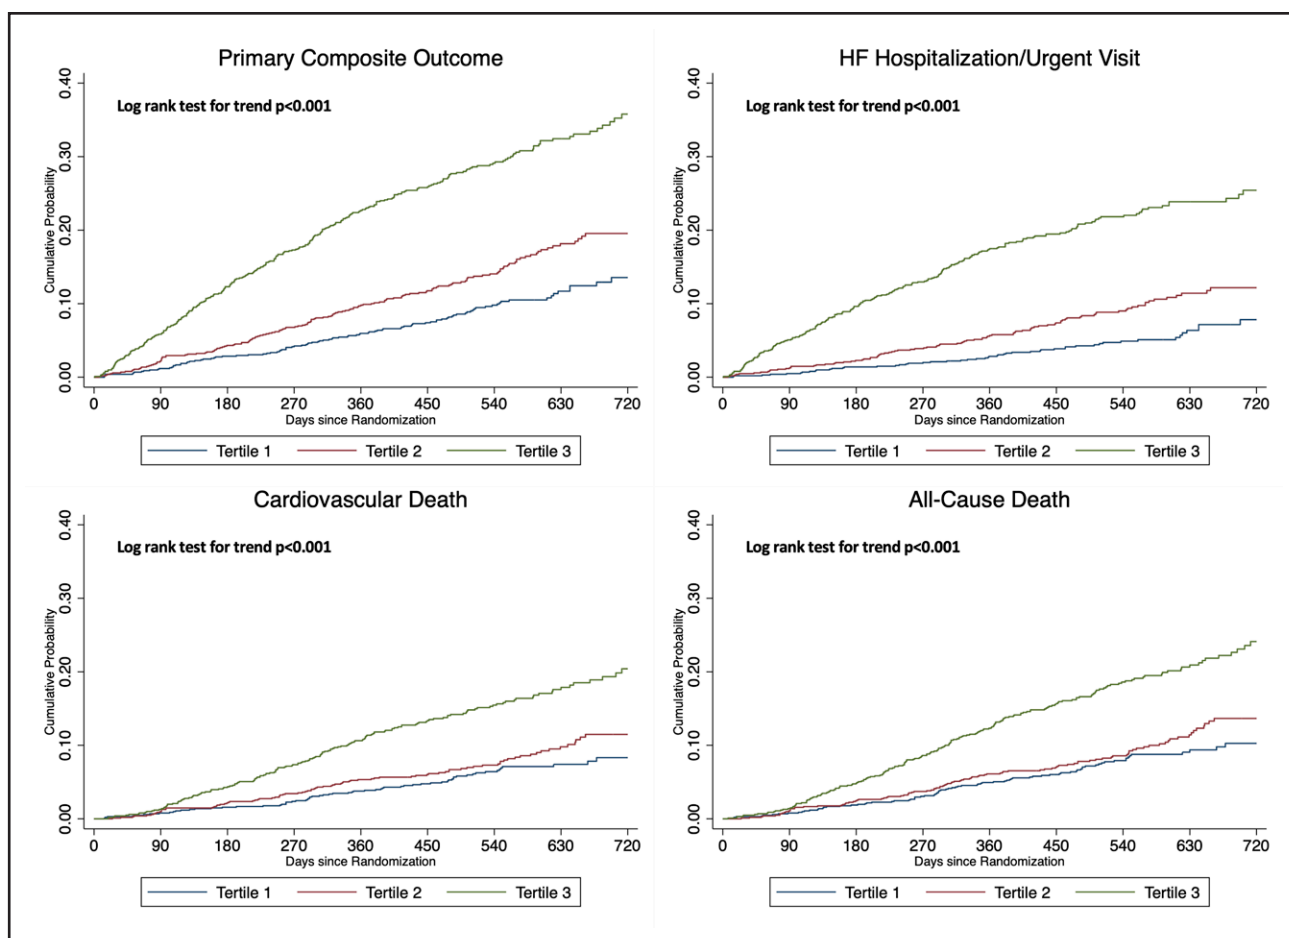 Primary Composite Outcome
Log rank test for trend p<0.001
Cumulative Probability
0.40
0.30
0.20
0.10
0.00
0 90 180 270 360 450 540 630 720
Days since Randomization
Tertile 1 Tertile 2 Tertile 3
HF Hospitalization/Urgent Visit
Log rank test for trend p<0.001
Cumulative Probability
0.40
0.30
0.20
0.10
0.00
0 90 180 270 360 450 540 630 720
Days since Randomization
Tertile 1 Tertile 2 Tertile 3
Cardiovascular Death
Log rank test for trend p<0.001
Cumulative Probability
0.40
0.30
0.20
0.10
0.00
0 90 180 270 360 450 540 630 720
Days since Randomization
Tertile 1 Tertile 2 Tertile 3
All-Cause Death
Log rank test for trend p<0.001
Cumulative Probability
0.40
0.30
0.20
0.10
0.00
0 90 180 270 360 450 540 630 720
Days since Randomization
Tertile 1 Tertile 2 Tertile 3